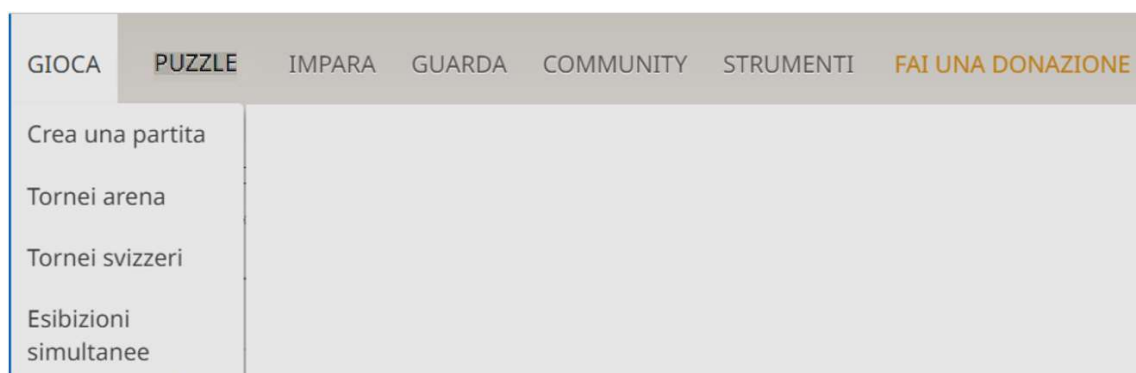 GIOCA PUZZLE IMPARA GUARDA COMMUNITY STRUMENTI FAI UNA DONAZIONE
Crea una partita
Tornei arena
Tornei svizzeri
Esibizioni
simultanee